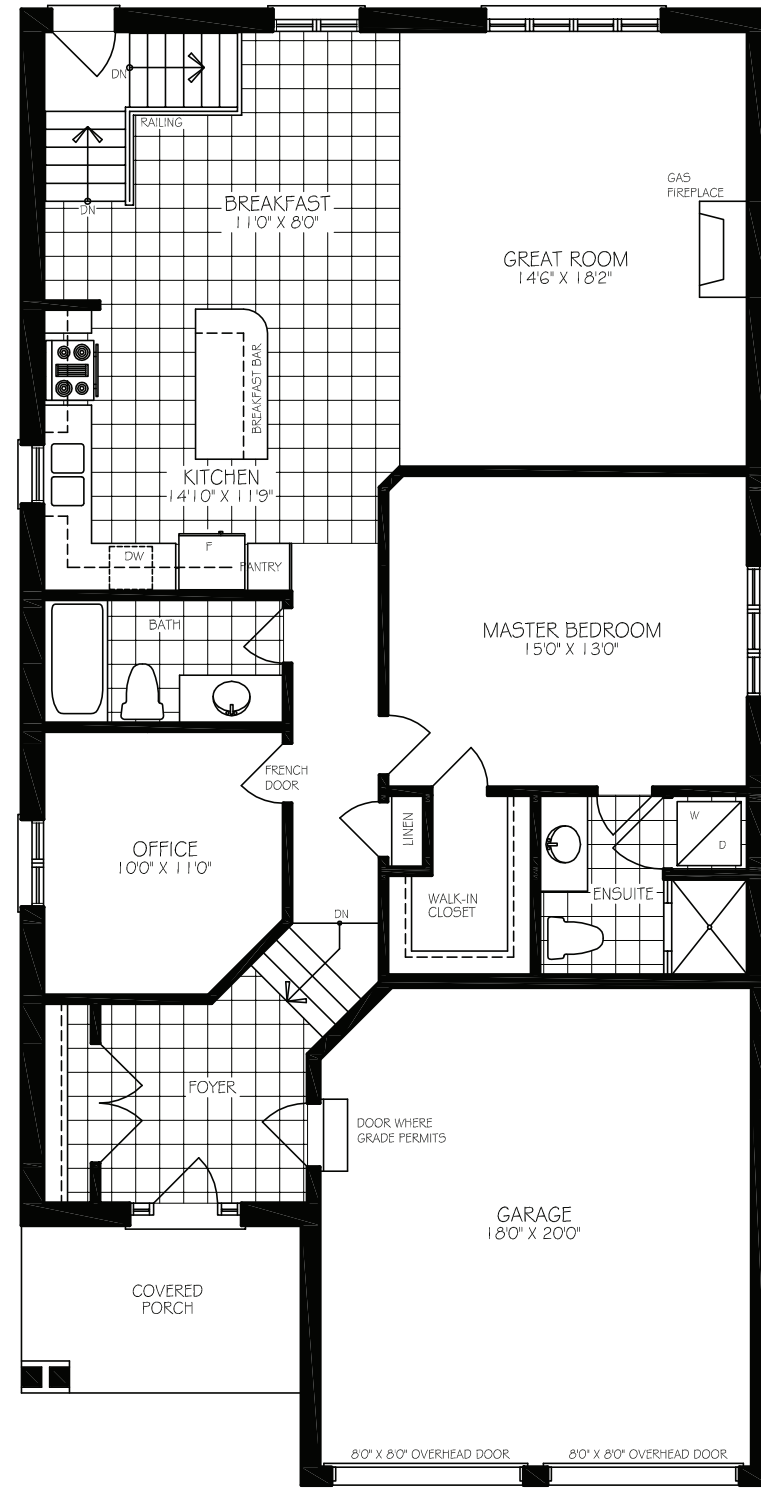 DN
RAILING
DN
BREAKFAST
11'0" X 8'0"
GAS
FIREPLACE
GREAT ROOM
14'6" X 18'2"
BREAKFAST BAR
KITCHEN
14'10" X 11'9"
DW
F
PANTRY
BATH
MASTER BEDROOM
15'0" X 13'0"
FRENCH
DOOR
OFFICE
10'0" X 11'0"
LINEN
W
D
WALK-IN
CLOSET
ENSUITE
DN
FOYER
DOOR WHERE
GRADE PERMITS
GARAGE
18'0" X 20'0"
COVERED
PORCH
8'0" X 8'0" OVERHEAD DOOR
8'0" X 8'0" OVERHEAD DOOR